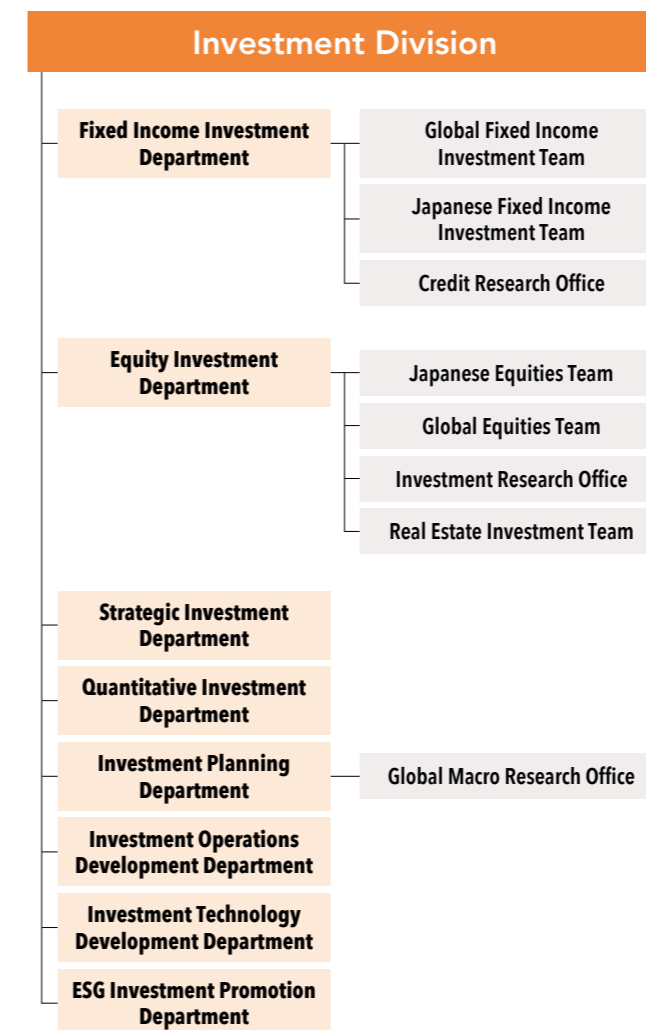 Investment Division
Fixed Income Investment
Department
Global Fixed Income
Investment Team
Japanese Fixed Income
Investment Team
Credit Research Office
Equity Investment
Department
Japanese Equities Team
Global Equities Team
Investment Research Office
Real Estate Investment Team
Strategic Investment
Department
Quantitative Investment
Department
Investment Planning
Department
Global Macro Research Office
Investment Operations
Development Department
Investment Technology
Development Department
ESG Investment Promotion
Department